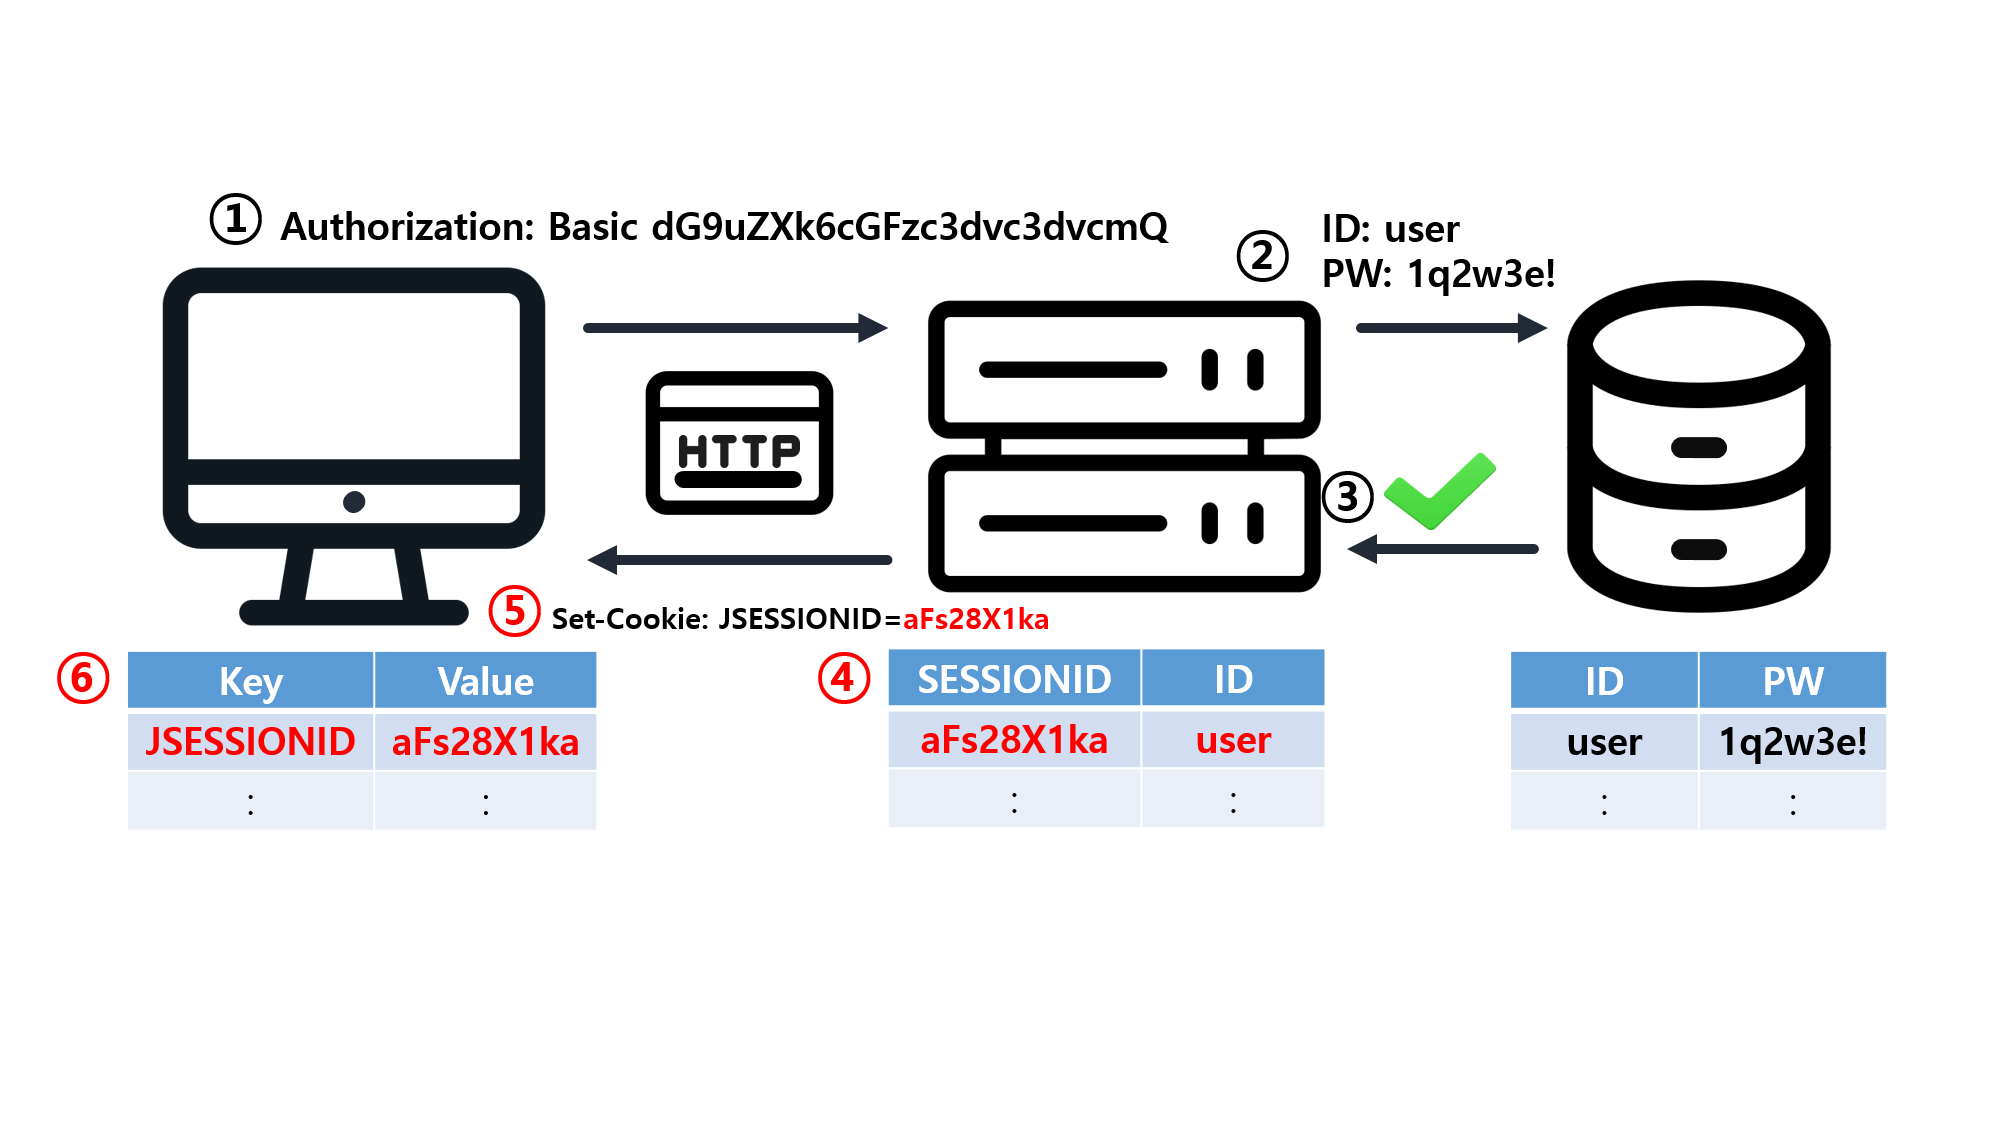 ① Authorization: Basic dG9uZXk6cGFzc3dvc3dvcmQ
② ID: user
PW: 1q2w3e!
HTTP
③
⑤ Set-Cookie: JSESSIONID=aFs28X1ka
⑥ Key Value
JSESSIONID aFs28X1ka
: :
④ SESSIONID ID
aFs28X1ka user
: :
ID PW
user 1q2w3e!
: :